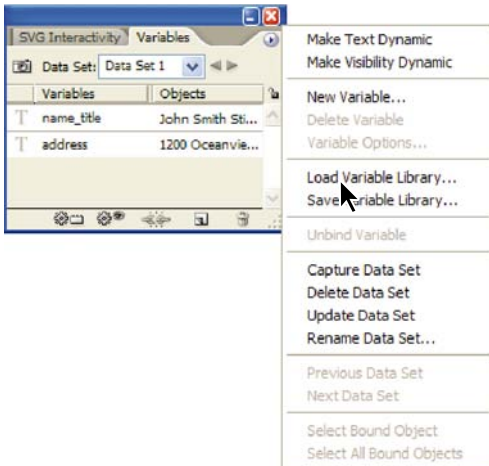 SVG Interactivity Variables
Data Set: Data Set 1
Variables Objects
T name_title John Smith Sti...
T address 1200 Oceanvie...
Make Text Dynamic
Make Visibility Dynamic
New Variable...
Delete Variable
Variable Options...
Load Variable Library...
Save Variable Library...
Unbind Variable
Capture Data Set
Delete Data Set
Update Data Set
Rename Data Set...
Previous Data Set
Next Data Set
Select Bound Object
Select All Bound Objects